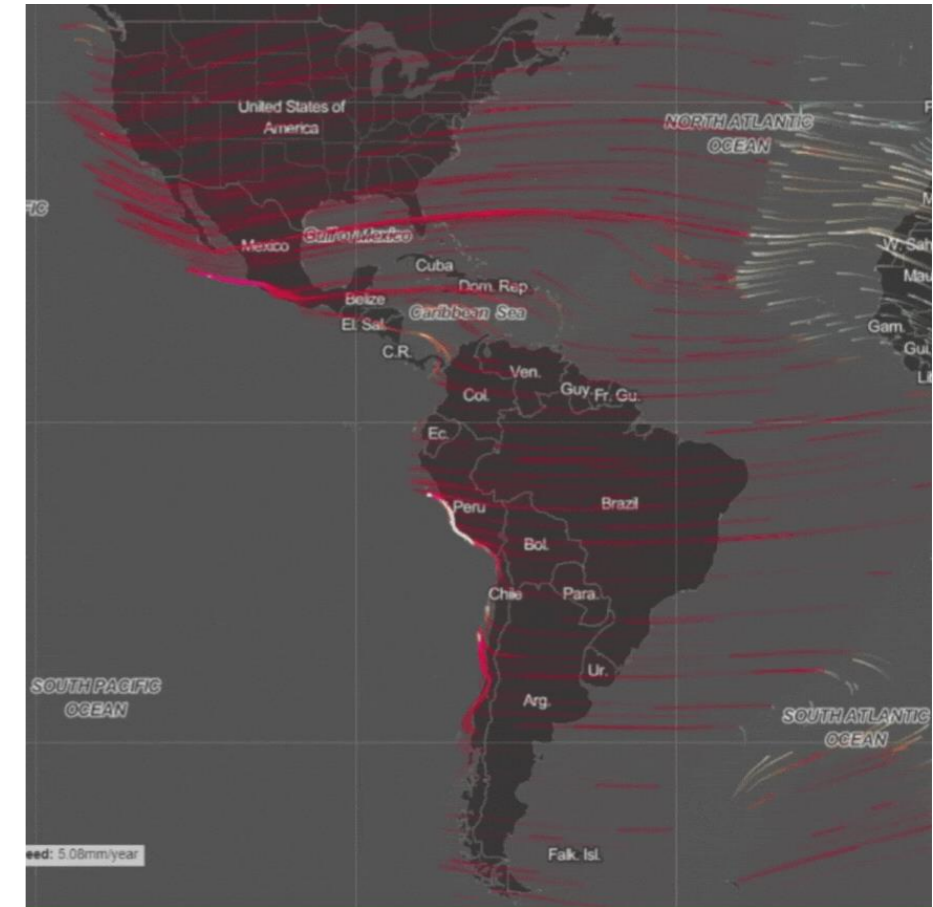 United States of
America
NORTH ATLANTIC
OCEAN
FIC
Mexico
Gulf of Mexico
W. Sah
Cuba
Mau
Dom. Rep
Belize
Caribbean Sea
El. Sal.
Gam.
C.R.
Gui.
Ven.
Lib
Col.
Guy.
Fr. Gu.
Ec.
Peru
Brazil
Bol.
Chile
Para.
Ur.
SOUTH PACIFIC
OCEAN
Arg.
SOUTH ATLANTIC
OCEAN
eed: 5.08mm/year
Falk. Isl.